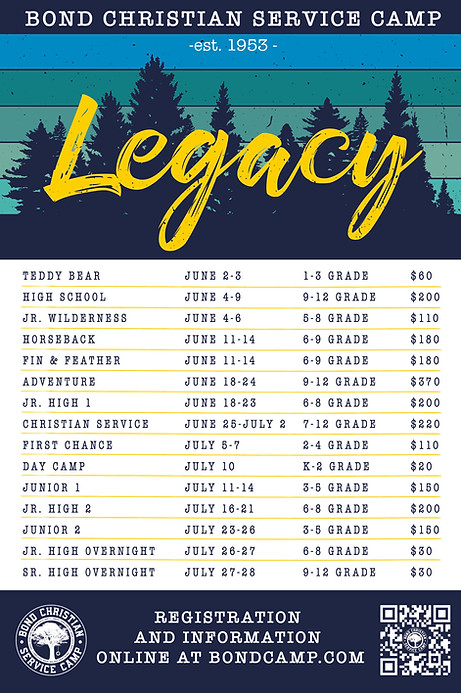 BOND CHRISTIAN SERVICE CAMP
-est. 1953 -
Legacy
TEDDY BEAR JUNE 2-3 1-3 GRADE $60
HIGH SCHOOL JUNE 4-9 9-12 GRADE $200
JR. WILDERNESS JUNE 4-6 5-8 GRADE $110
HORSEBACK JUNE 11-14 6-9 GRADE $180
FIN & FEATHER JUNE 11-14 6-9 GRADE $180
ADVENTURE JUNE 18-24 9-12 GRADE $370
JR. HIGH 1 JUNE 18-23 6-8 GRADE $200
CHRISTIAN SERVICE JUNE 25-JULY 2 7-12 GRADE $220
FIRST CHANCE JULY 5-7 2-4 GRADE $110
DAY CAMP JULY 10 K-2 GRADE $20
JUNIOR 1 JULY 11-14 3-5 GRADE $150
JR. HIGH 2 JULY 16-21 6-8 GRADE $200
JUNIOR 2 JULY 23-26 3-5 GRADE $150
JR. HIGH OVERNIGHT JULY 26-27 6-8 GRADE $30
SR. HIGH OVERNIGHT JULY 27-28 9-12 GRADE $30
BOND CHRISTIAN
SERVICE CAMP
REGISTRATION
AND INFORMATION
ONLINE AT BONDCAMP.COM